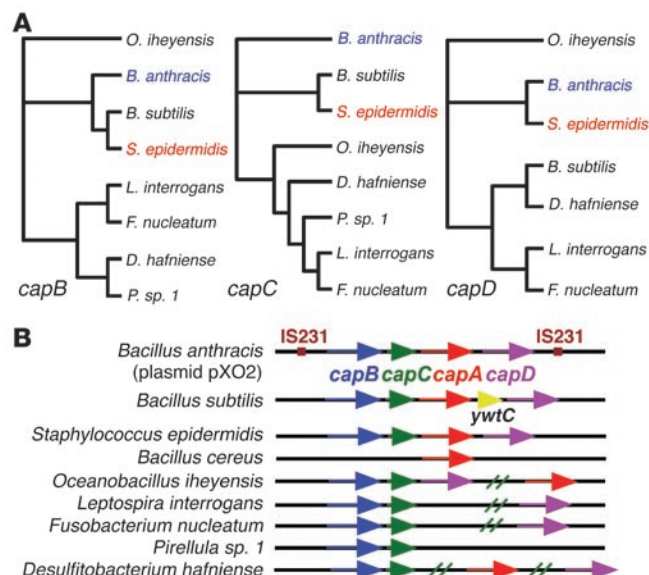 A
O. iheyensis
B. anthracis
B. subtilis
S. epidermidis
L. interrogans
F. nucleatum
D. hafniense
P. sp. 1
capB
B. anthracis
B. subtilis
S. epidermidis
O. iheyensis
D. hafniense
P. sp. 1
L. interrogans
F. nucleatum
capC
O. iheyensis
B. anthracis
S. epidermidis
B. subtilis
D. hafniense
L. interrogans
F. nucleatum
capD
B
IS231 IS231
Bacillus anthracis
(plasmid pXO2)
capB capC capA capD
Bacillus subtilis
ywtC
Staphylococcus epidermidis
Bacillus cereus
Oceanobacillus iheyensis
Leptospira interrogans
Fusobacterium nucleatum
Pirellula sp. 1
Desulfitobacterium hafniense